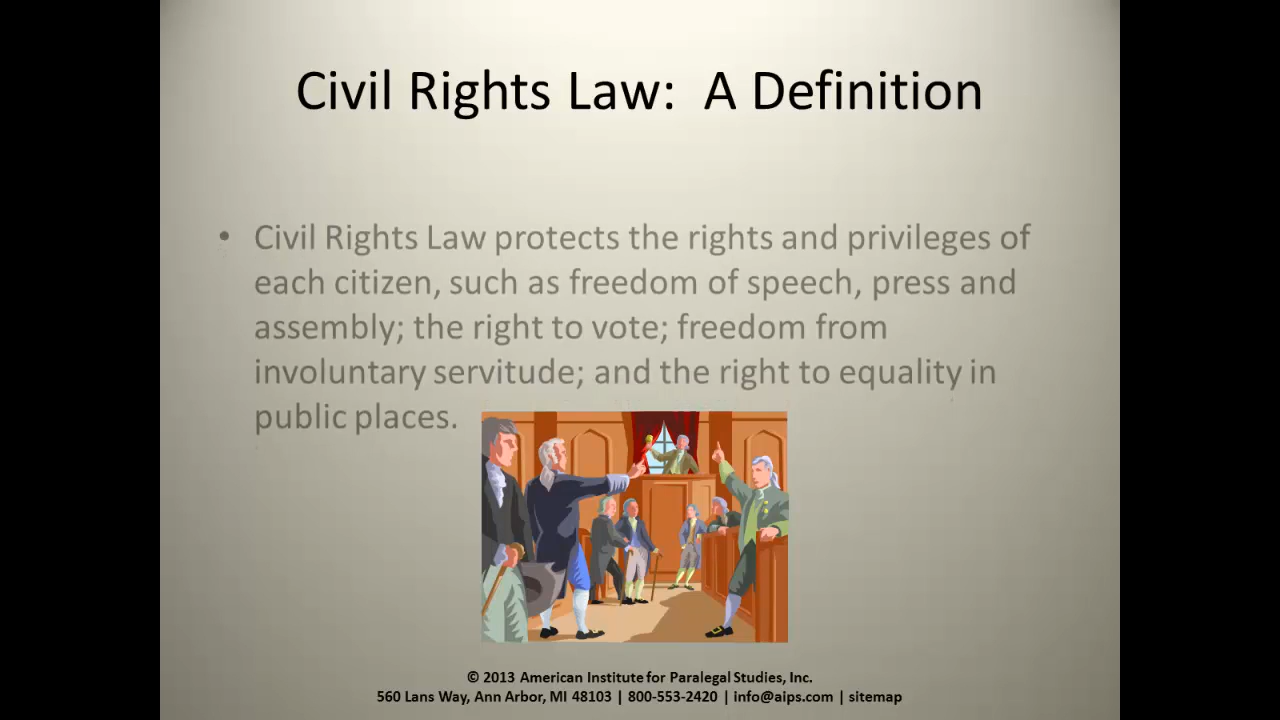 Civil Rights Law:  A Definition
• Civil Rights Law protects the rights and privileges of
each citizen, such as freedom of speech, press and
assembly; the right to vote; freedom from
involuntary servitude; and the right to equality in
public places.
© 2013 American Institute for Paralegal Studies, Inc.
560 Lans Way, Ann Arbor, MI 48103 | 800-553-2420 | info@aips.com | sitemap